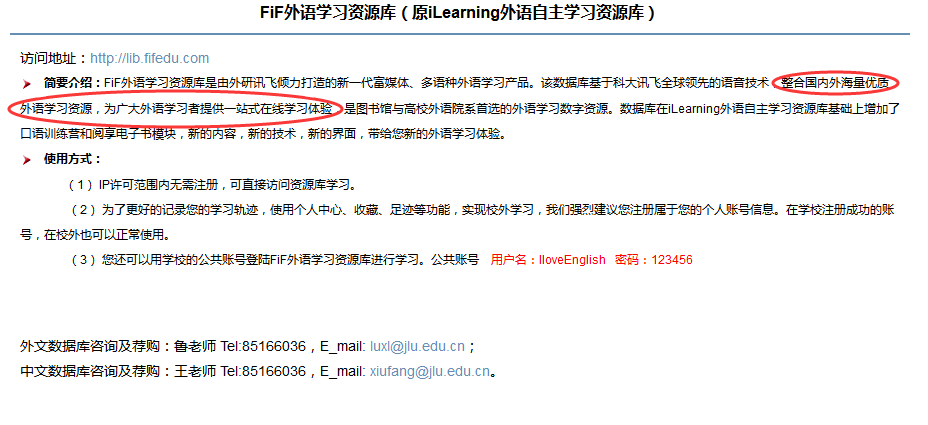 FiF外语学习资源库（原iLearning外语自主学习资源库）
访问地址：http://lib.fifedu.com
简要介绍：FiF外语学习资源库是由外研讯飞倾力打造的新一代富媒体、多语种外语学习产品。该数据库基于科大讯飞全球领先的语音技术，整合国内外海量优质
外语学习资源，为广大外语学习者提供一站式在线学习体验，是图书馆与高校外语院系首选的外语学习数字资源。数据库在iLearning外语自主学习资源库基础上增加了
口语训练营和阅享电子书模块，新的内容，新的技术，新的界面，带给您新的外语学习体验。
使用方式：
（1）IP许可范围内无需注册，可直接访问资源库学习。
（2）为了更好的记录您的学习轨迹，使用个人中心、收藏、足迹等功能，实现校外学习，我们强烈建议您注册属于您的个人账号信息。在学校注册成功的账
号，在校外也可以正常使用。
（3）您还可以用学校的公共账号登陆FiF外语学习资源库进行学习。公共账号 用户名：IloveEnglish 密码：123456
外文数据库咨询及荐购：鲁老师 Tel:85166036，E_mail: luxl@jlu.edu.cn；
中文数据库咨询及荐购：王老师 Tel:85166036，E_mail: xiufang@jlu.edu.cn。